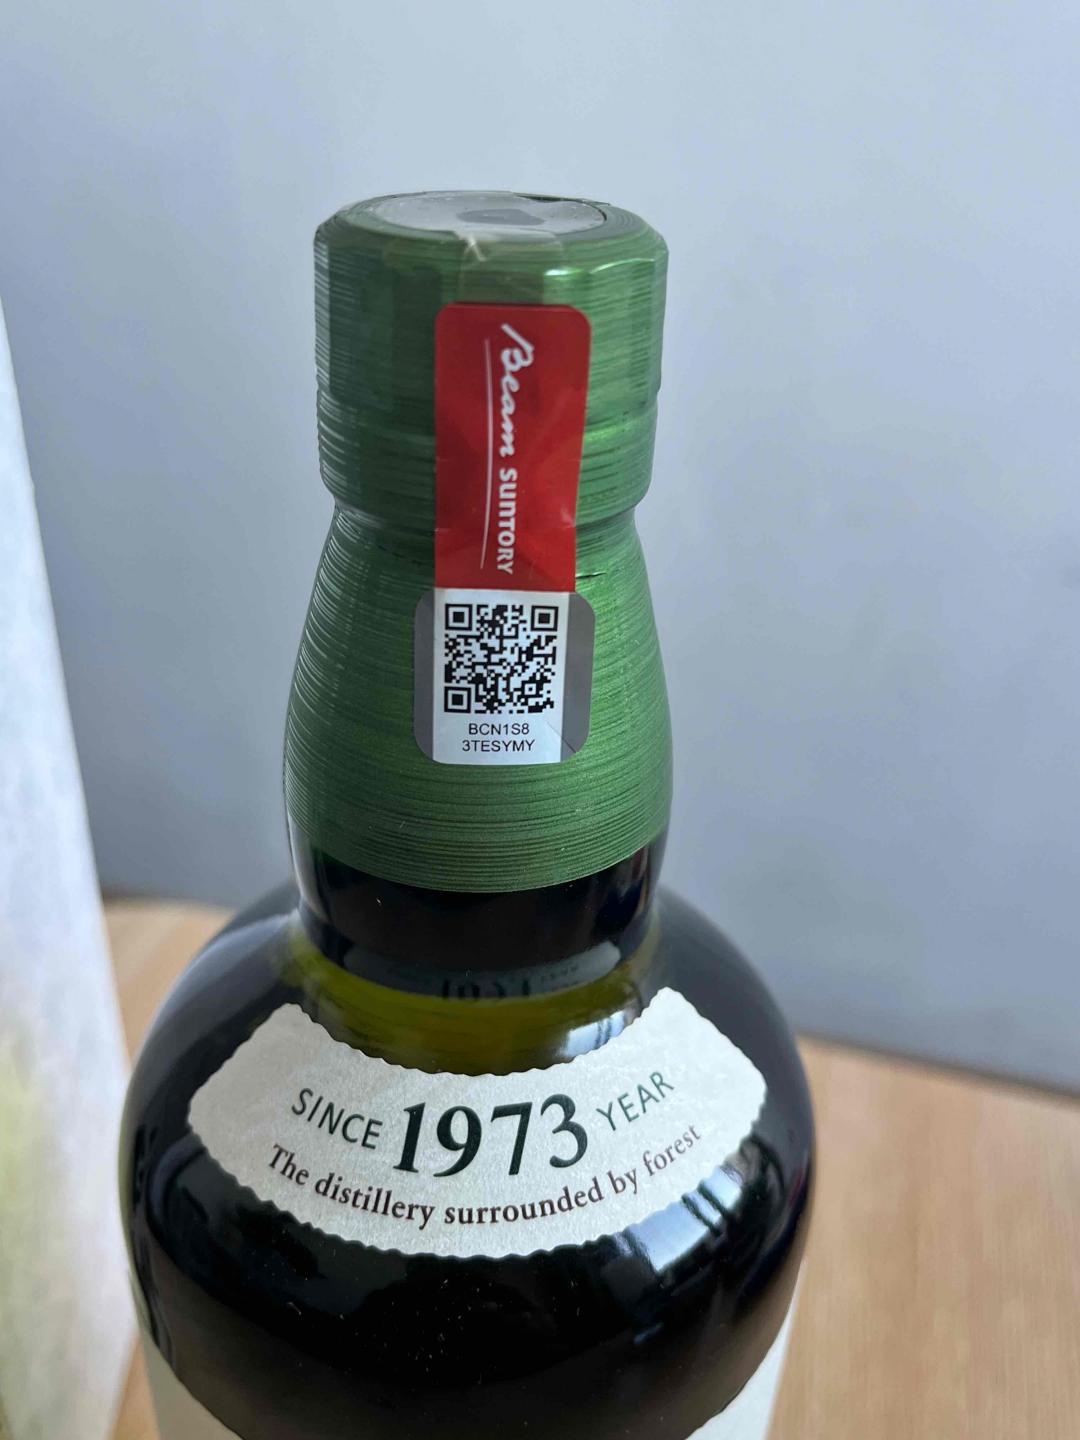 Beam SUNTORY
BCN1S8
3TESYMY
SINCE 1973 YEAR
The distillery surrounded by forest